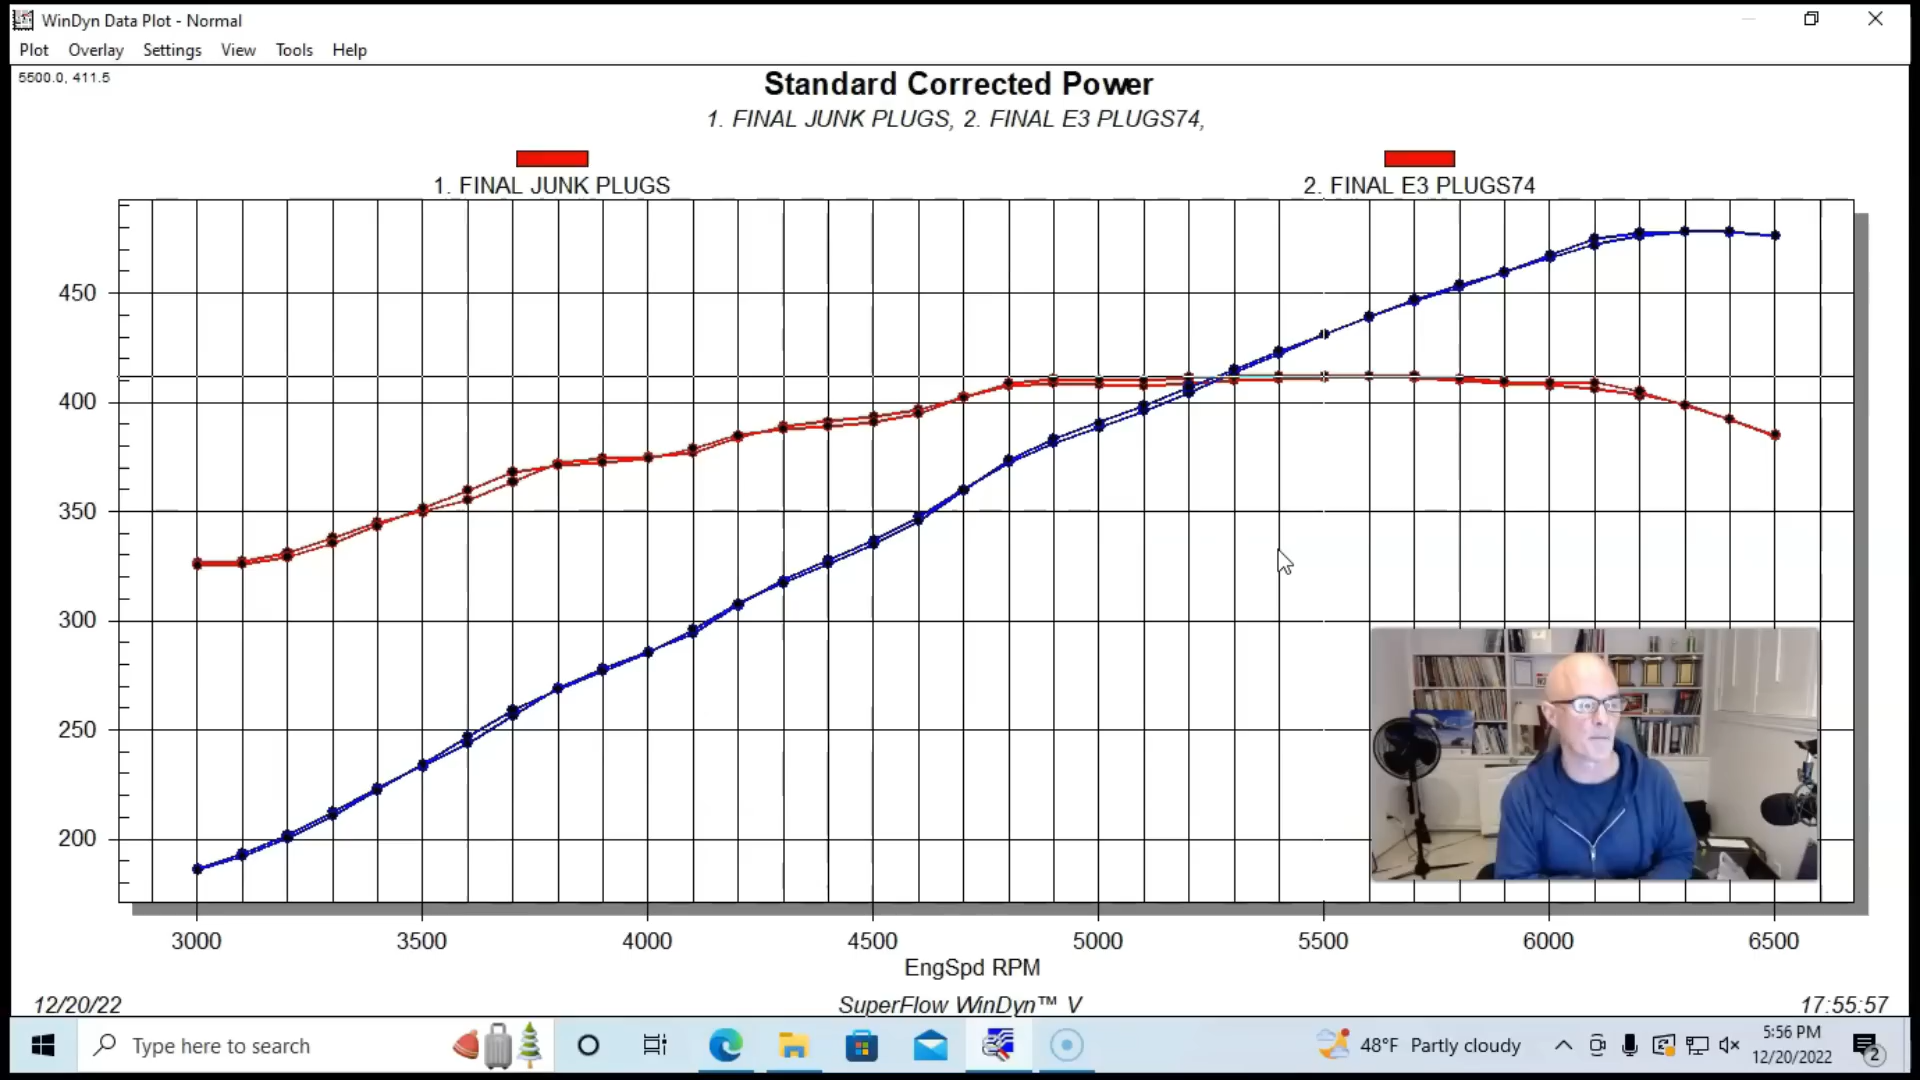 WinDyn Data Plot - Normal
Plot Overlay Settings View Tools Help
5500.0, 411.5
Standard Corrected Power
1. FINAL JUNK PLUGS, 2. FINAL E3 PLUGS74,
1. FINAL JUNK PLUGS
2. FINAL E3 PLUGS74
450
400
350
300
250
200
3000 3500 4000 4500 5000 5500 6000 6500
EngSpd RPM
12/20/22
SuperFlow WinDyn™ V
17:55:57
Type here to search
48°F Partly cloudy
5:56 PM
12/20/2022
2